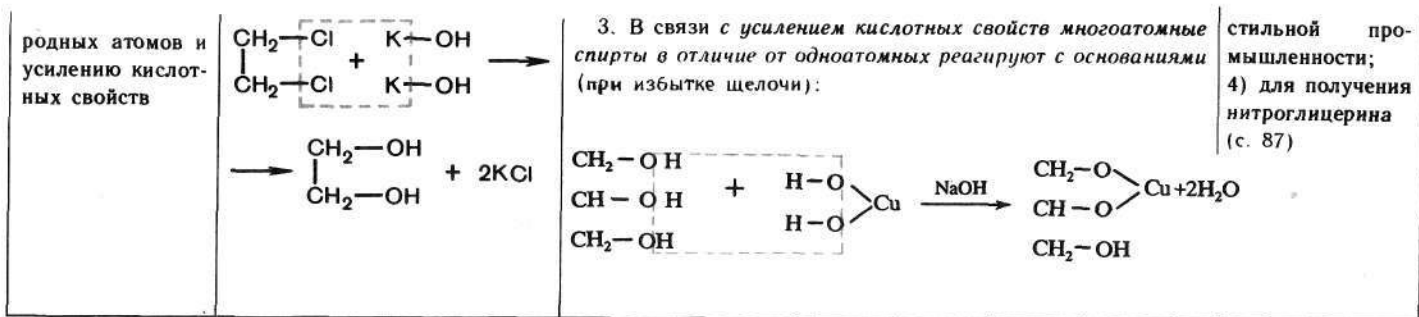 родных атомов и
усилению кислот-
ных свойств
CH₂—Cl K—OH
+
CH₂—Cl K—OH
CH₂—OH
+ 2KCl
CH₂—OH
3. В связи с усилением кислотных свойств многоатомные
спирты в отличие от одноатомных реагируют с основаниями
(при избытке щелочи):
CH₂—O H
CH — O H
CH₂—OH
+
H—O
Cu
H—O
NaOH
CH₂—O
Cu+2H₂O
CH — O
CH₂—OH
стильной про-
мышленности;
4) для получения
нитроглицерина
(с. 87)